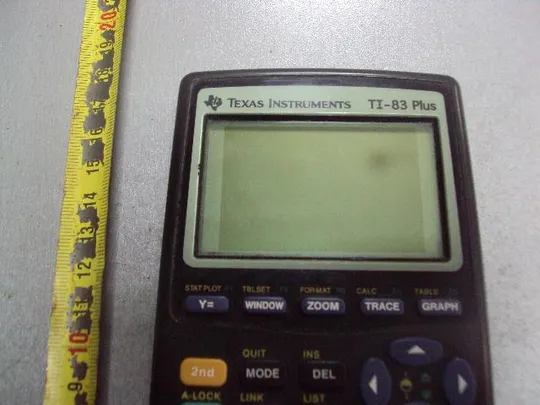 TEXAS INSTRUMENTS TI-83 Plus
STAT PLOT TBLSET FORMAT CALC TABLE
Y= WINDOW ZOOM TRACE GRAPH
QUIT INS
2nd MODE DEL
A-LOCK LINK LIST
20
19
18
17
16
15
14
13
12
11
10
9